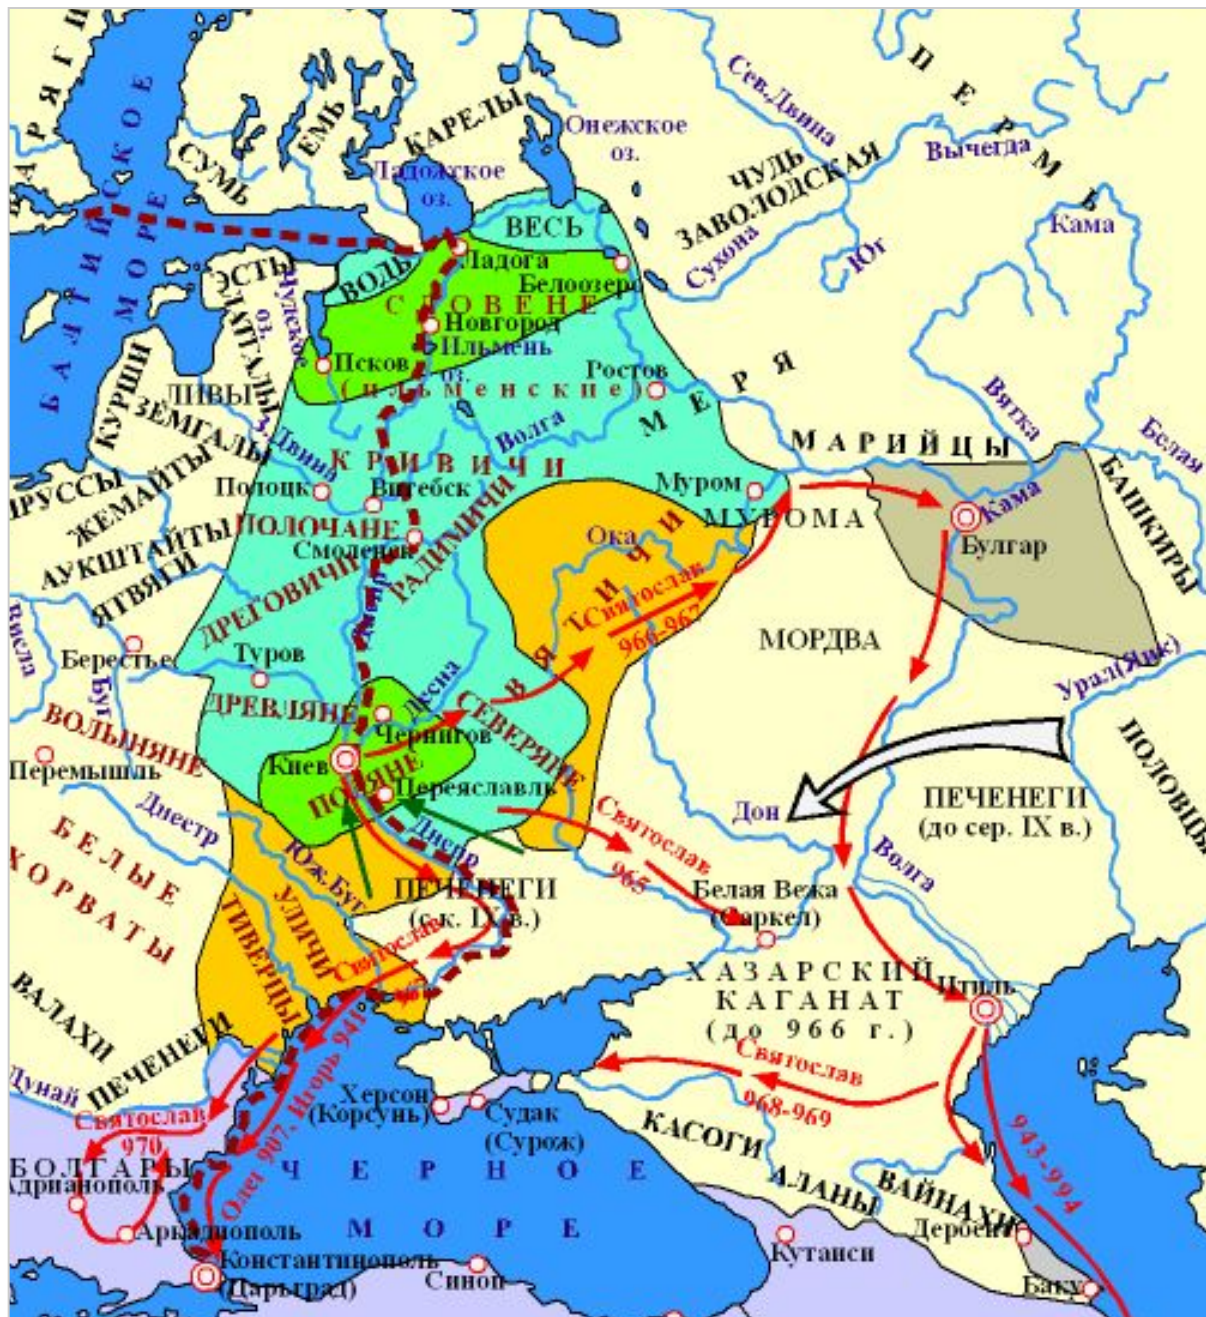 ВАРЯГИ
БАЛТИЙСКОЕ
МОРЕ
СУМЬ
ЕМЬ
КАРЕЛЫ
Ладожское
оз.
Онежское
оз.
Сев.Двина
ПЕРМЬ
Вычегда
ЧУДЬ
ЗАВОЛОДСКАЯ
Сухона
Юг
Кама
ВЕСЬ
Ладога
Белоозеро
ВОДЬ
ЭСТЫ
Чудское
оз.
ЛАТГАЛЫ
СЛОВЕНЕ
Новгород
Ильмень
оз.
(ильменские)
Псков
Ростов
МЕРЯ
ЛИВЫ
КУРШИ
ЗЕМГАЛЫ
З.
Двина
Волга
Вятка
Белая
МАРИЙЦЫ
КРИВИЧИ
ПРУССЫ
ЖЕМАЙТЫ
АУКШТАЙТЫ
ЯТВЯГИ
Полоцк
Витебск
ПОЛОЧАНЕ
Смоленск
РАДИМИЧИ
ДРЕГОВИЧИ
Днепр
Муром
МУРОМА
Ока
ВЯТИЧИ
Святослав
966-967
Кама
Булгар
БАШКИРЫ
МОРДВА
Висла
Берестье
Буг
Туров
ДРЕВЛЯНЕ
Десна
Чернигов
СЕВЕРЯНЕ
ВОЛЫНЯНЕ
Перемышль
Киев
ПОЛЯНЕ
Переяславль
Днепр
Урал(Яик)
ПОЛОВЦЫ
ПЕЧЕНЕГИ
(до сер. IX в.)
Дон
Волга
Святослав
965
Белая Вежа
(Саркел)
Днестр
БЕЛЫЕ
ХОРВАТЫ
Юж. Буг
ПЕЧЕНЕГИ
(с.к. IX в.)
УЛИЧИ
ТИВЕРЦЫ
Святослав
ХАЗАРСКИЙ
КАГАНАТ
(до 966 г.)
Итиль
ВАЛАХИ
ПЕЧЕНЕГИ
Дунай
Святослав
970
Олег 907, Игорь 941
Херсон
(Корсунь)
Судак
(Сурож)
Святослав
968-969
943-994
КАСОГИ
АЛАНЫ
ВАЙНАХИ
Дербент
Баку
БОЛГАРЫ
Адрианополь
Аркадиополь
Константинополь
(Царьград)
ЧЕРНОЕ
МОРЕ
Синоп
Кутаиси